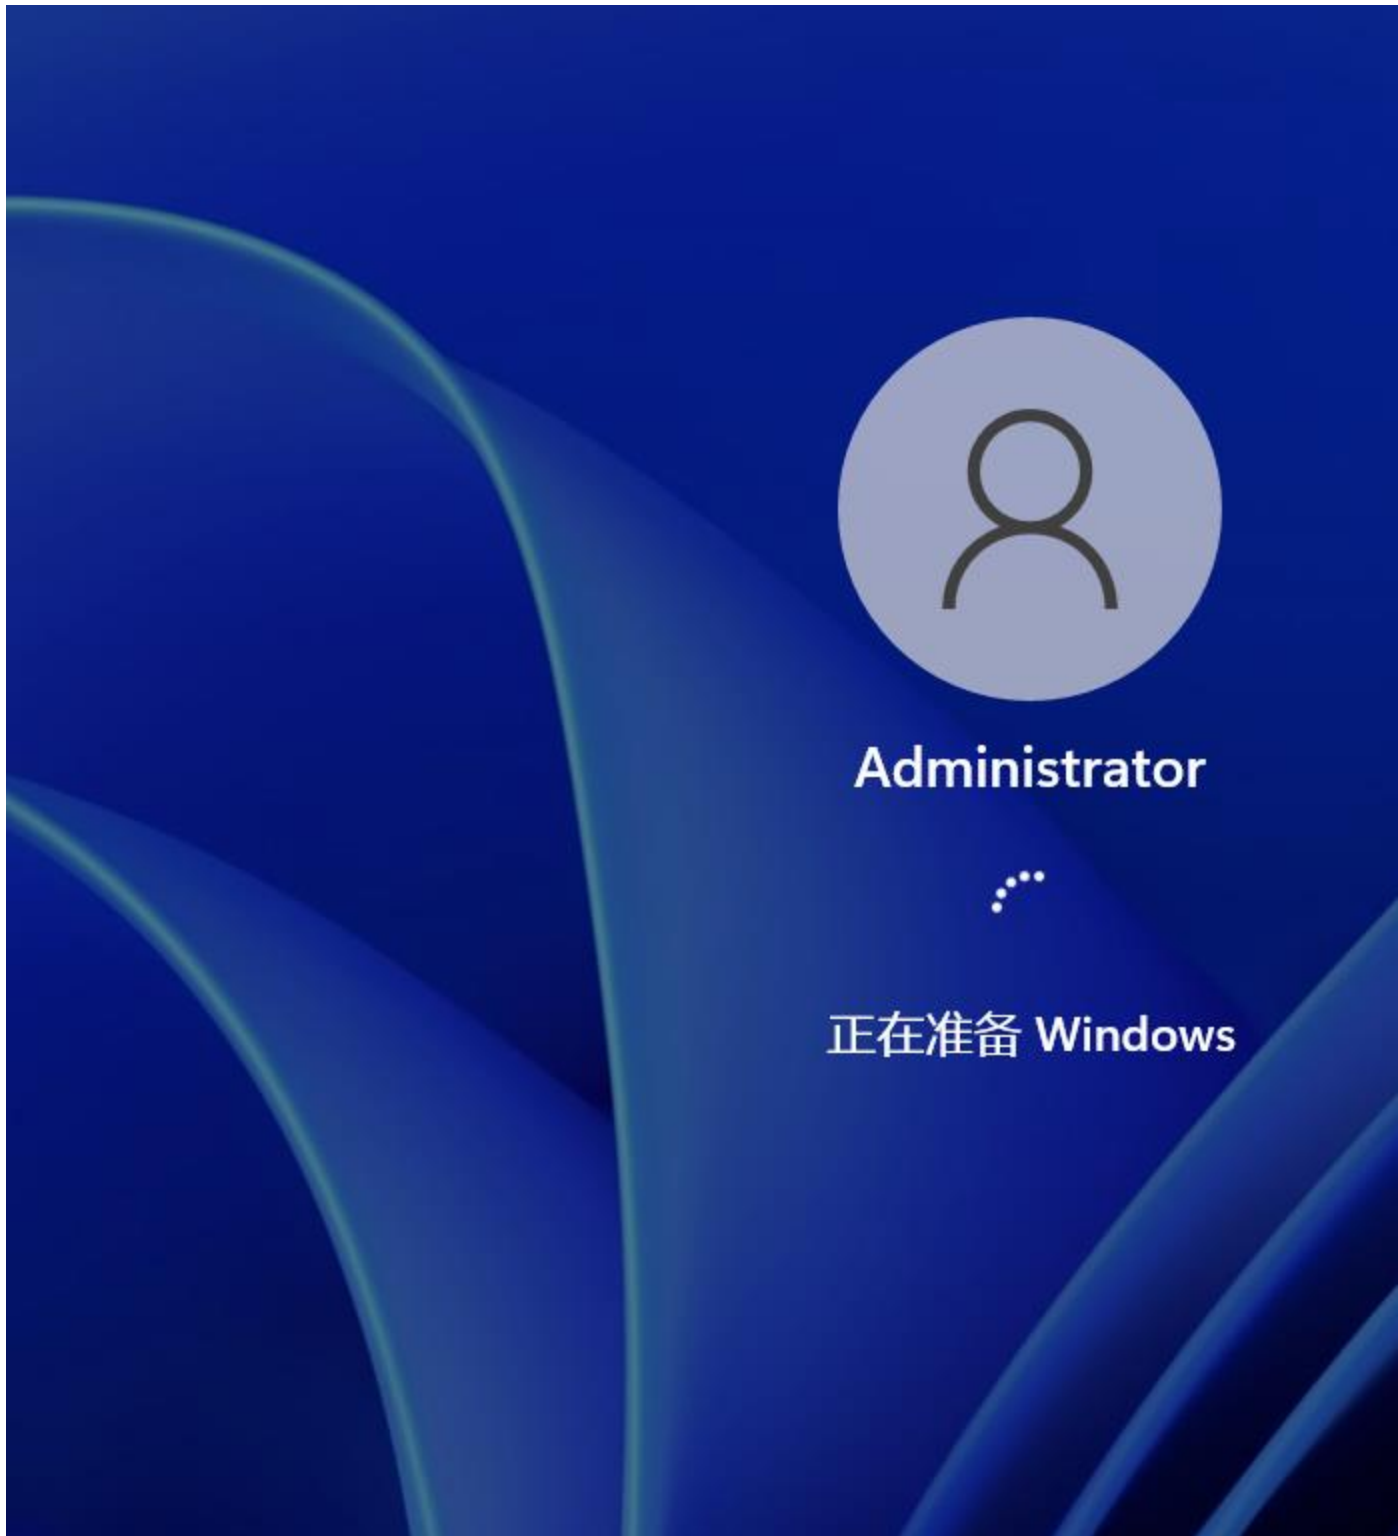 Administrator
正在准备 Windows